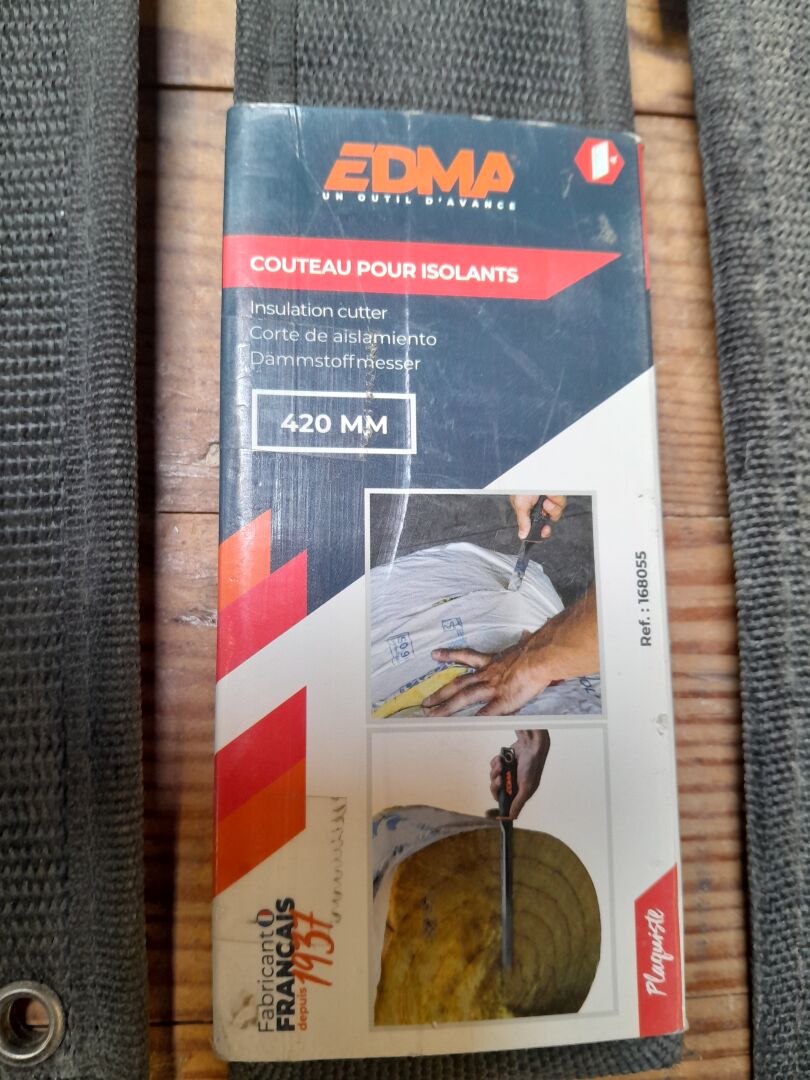 EDMA
UN OUTIL D'AVANCE
COUTEAU POUR ISOLANTS
Insulation cutter
Corte de aislamiento
Dammstoffmesser
420 MM
Ref. : 168055
EDMA
Fabricant
FRANÇAIS
depuis 1937
Plaquiste